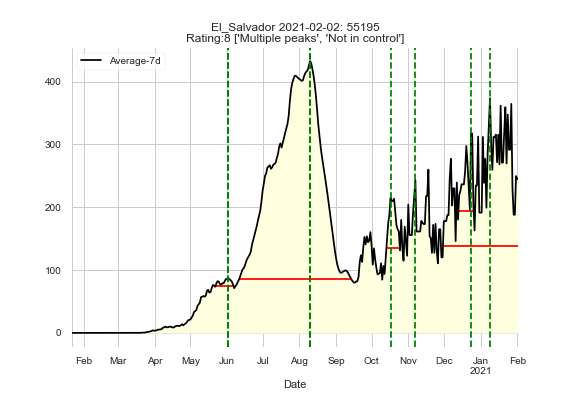 El_Salvador 2021-02-02: 55195
Rating:8 ['Multiple peaks', 'Not in control']
Average-7d
400
300
200
100
0
Feb Mar Apr May Jun Jul Aug Sep Oct Nov Dec Jan Feb
2021
Date